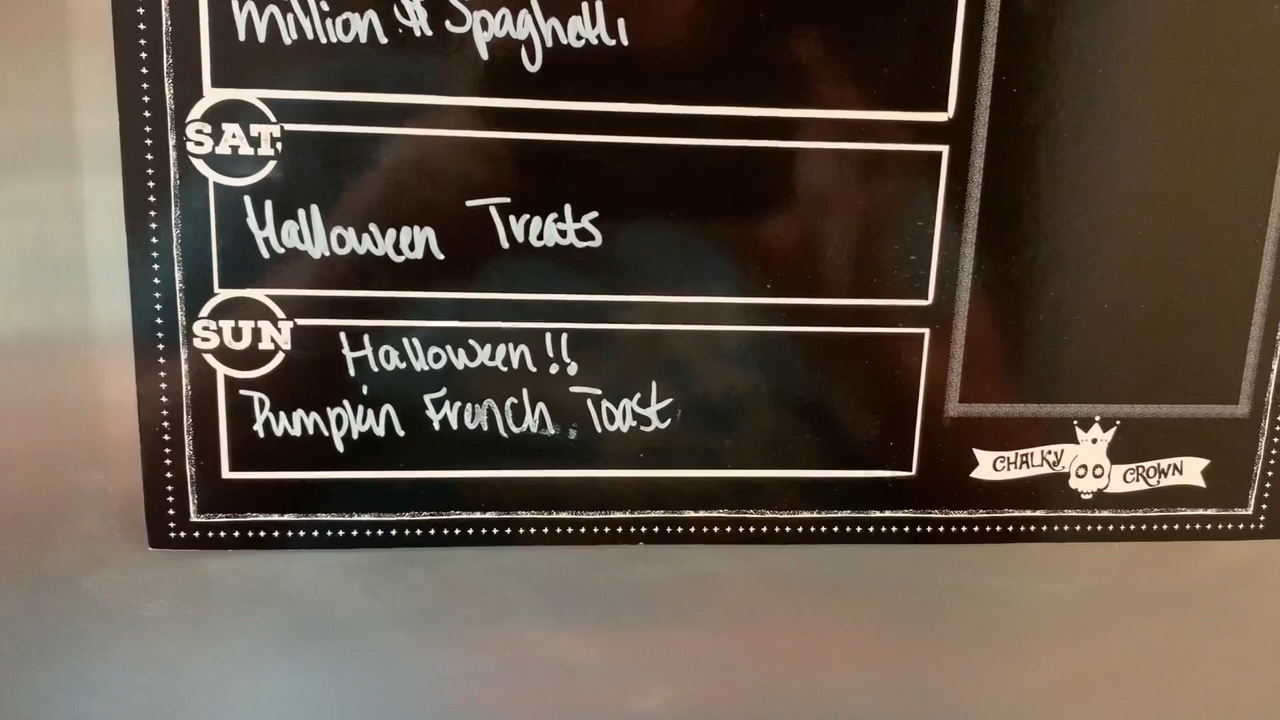 Million $ Spaghetti
SAT
Halloween Treats
SUN
Halloween!!
Pumpkin French Toast
CHALKY CROWN